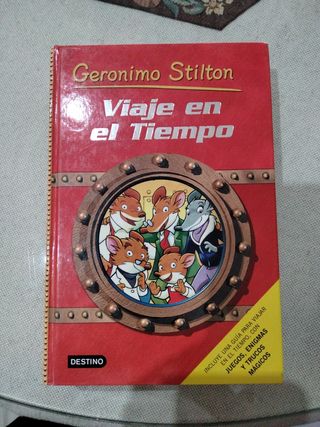 Geronimo Stilton
Viaje en
el Tiempo
INCLUYE UNA GUÍA PARA VIAJAR
EN EL TIEMPO, CON
JUEGOS, ENIGMAS
Y TRUCOS
MÁGICOS
DESTINO